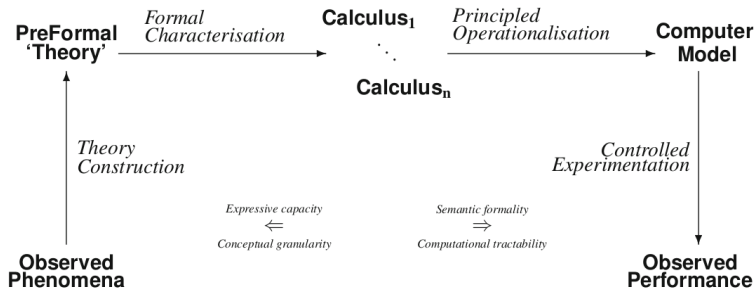 PreFormal
'Theory'
Formal
Characterisation
Calculus1
Calculusn
Principled
Operationalisation
Computer
Model
Theory
Construction
Controlled
Experimentation
Expressive capacity
⇐
Conceptual granularity
Semantic formality
⇒
Computational tractability
Observed
Phenomena
Observed
Performance